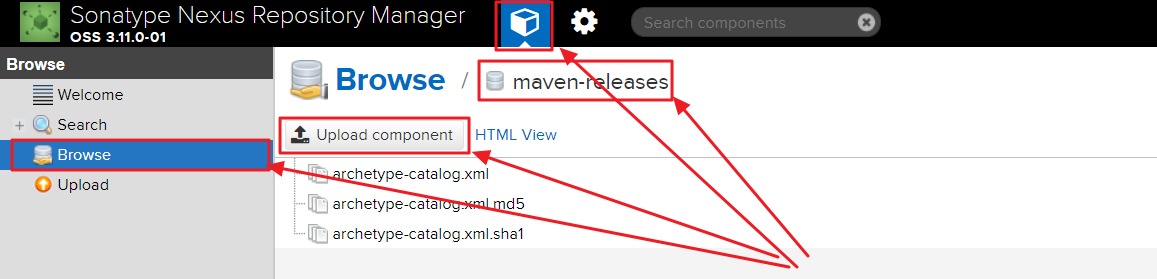 Sonatype Nexus Repository Manager
OSS 3.11.0-01
Search components
Browse
Welcome
Search
Browse
Upload
Browse / maven-releases
Upload component HTML View
archetype-catalog.xml
archetype-catalog.xml.md5
archetype-catalog.xml.sha1